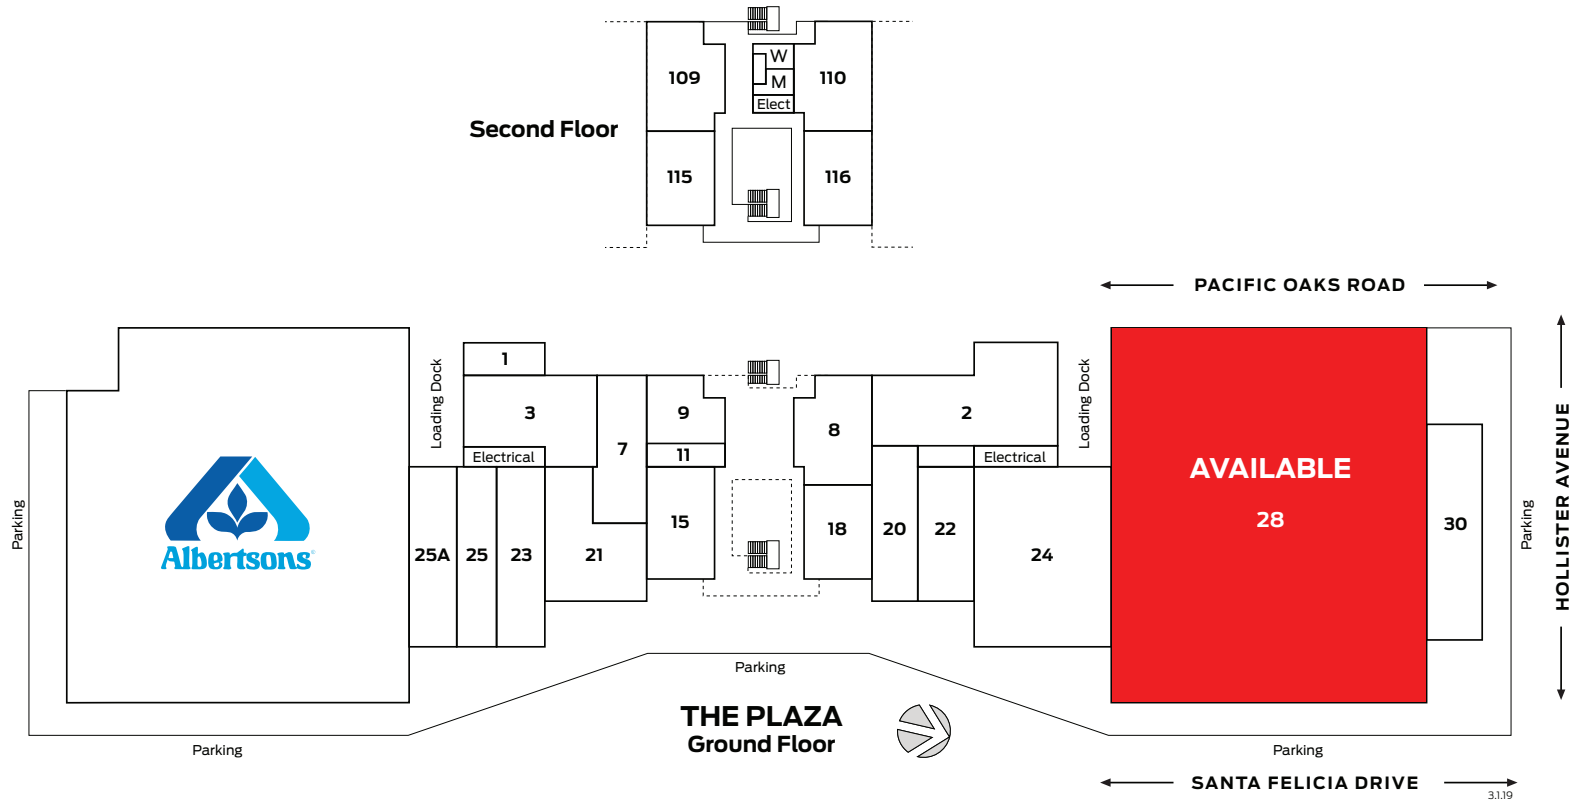 W
109
M
110
Elect
Second Floor
115
116
PACIFIC OAKS ROAD
Loading Dock
1
3
9
7
11
Electrical
8
2
Loading Dock
Electrical
AVAILABLE
28
HOLLISTER AVENUE
Parking
Albertsons
25A
25
23
21
15
18
20
22
24
30
Parking
Parking
THE PLAZA
Ground Floor
Parking
Parking
SANTA FELICIA DRIVE
3.1.19